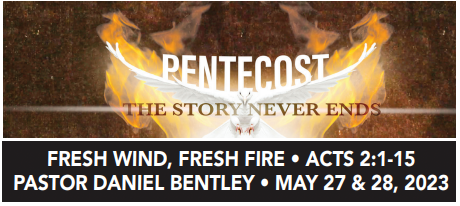 PENTECOST
THE STORY NEVER ENDS
FRESH WIND, FRESH FIRE • ACTS 2:1-15
PASTOR DANIEL BENTLEY • MAY 27 & 28, 2023